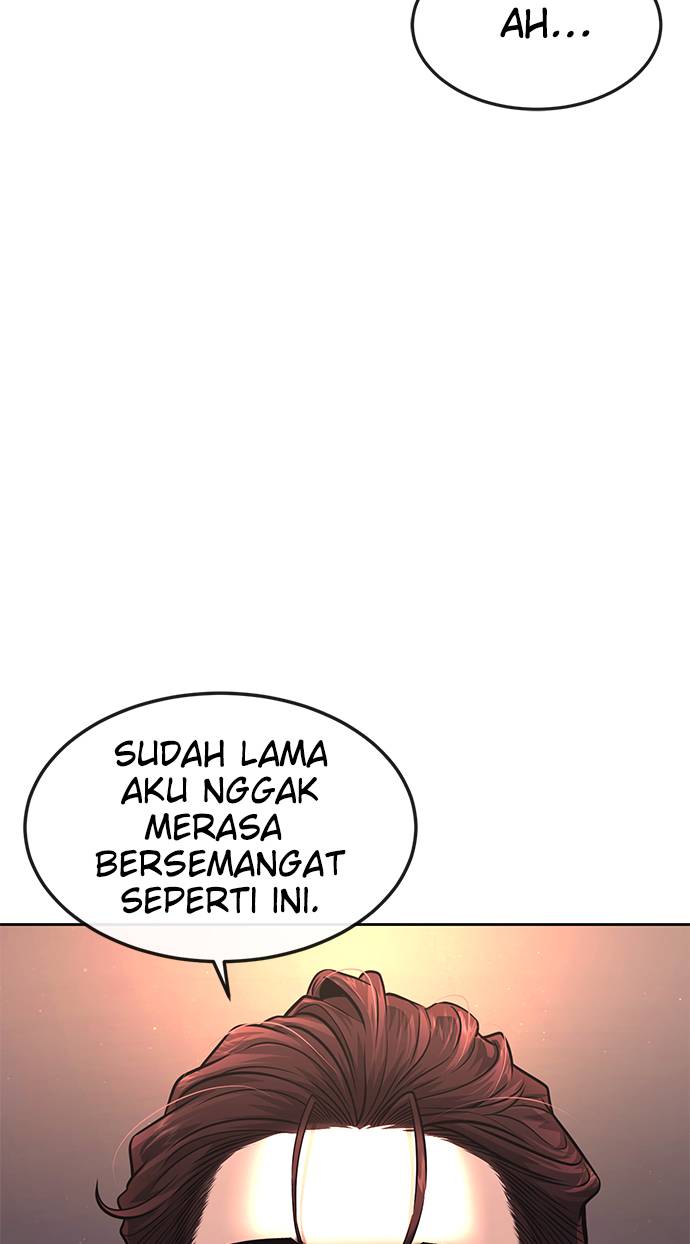 AH...
SUDAH LAMA
AKU NGGAK
MERASA
BERSEMANGAT
SEPERTI INI.